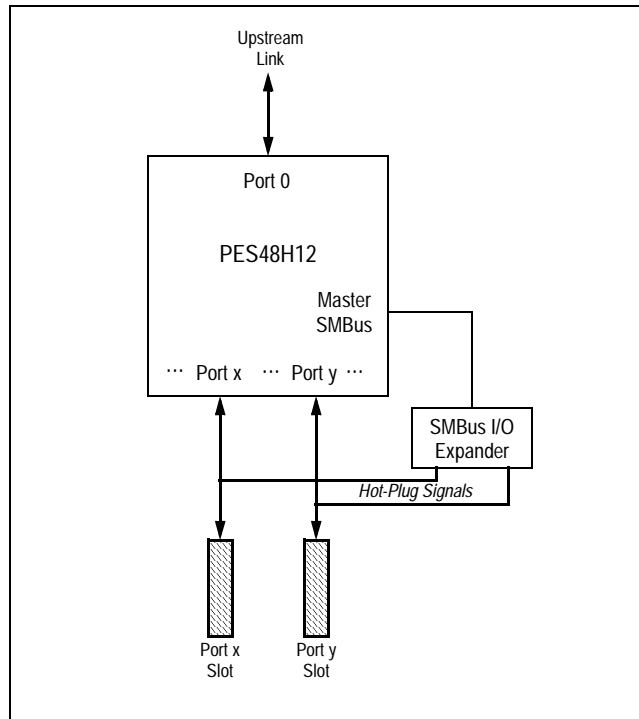 Upstream
Link
Port 0
PES48H12
Master
SMBus
... Port x ... Port y ...
SMBus I/O
Expander
Hot-Plug Signals
Port x
Slot
Port y
Slot